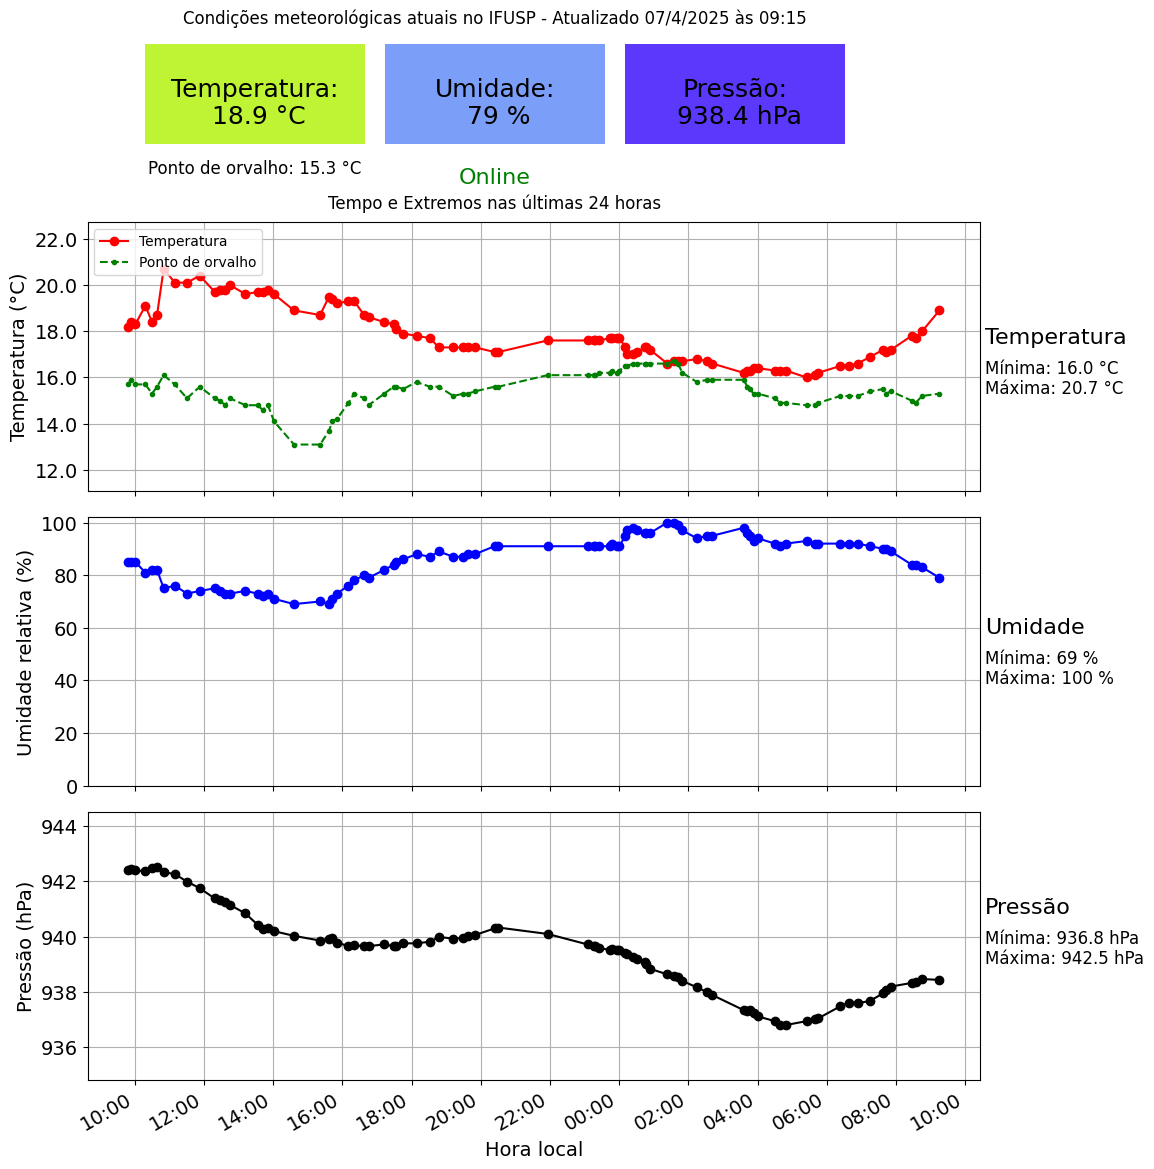 Condições meteorológicas atuais no IFUSP - Atualizado 07/4/2025 às 09:15
Temperatura:
18.9 °C
Umidade:
79 %
Pressão:
938.4 hPa
Ponto de orvalho: 15.3 °C
Online
Tempo e Extremos nas últimas 24 horas
Temperatura (°C)
22.0
20.0
18.0
16.0
14.0
12.0
Temperatura
Ponto de orvalho
Temperatura
Mínima: 16.0 °C
Máxima: 20.7 °C
Umidade relativa (%)
100
80
60
40
20
0
Umidade
Mínima: 69 %
Máxima: 100 %
Pressão (hPa)
944
942
940
938
936
Pressão
Mínima: 936.8 hPa
Máxima: 942.5 hPa
10:00 12:00 14:00 16:00 18:00 20:00 22:00 00:00 02:00 04:00 06:00 08:00 10:00
Hora local